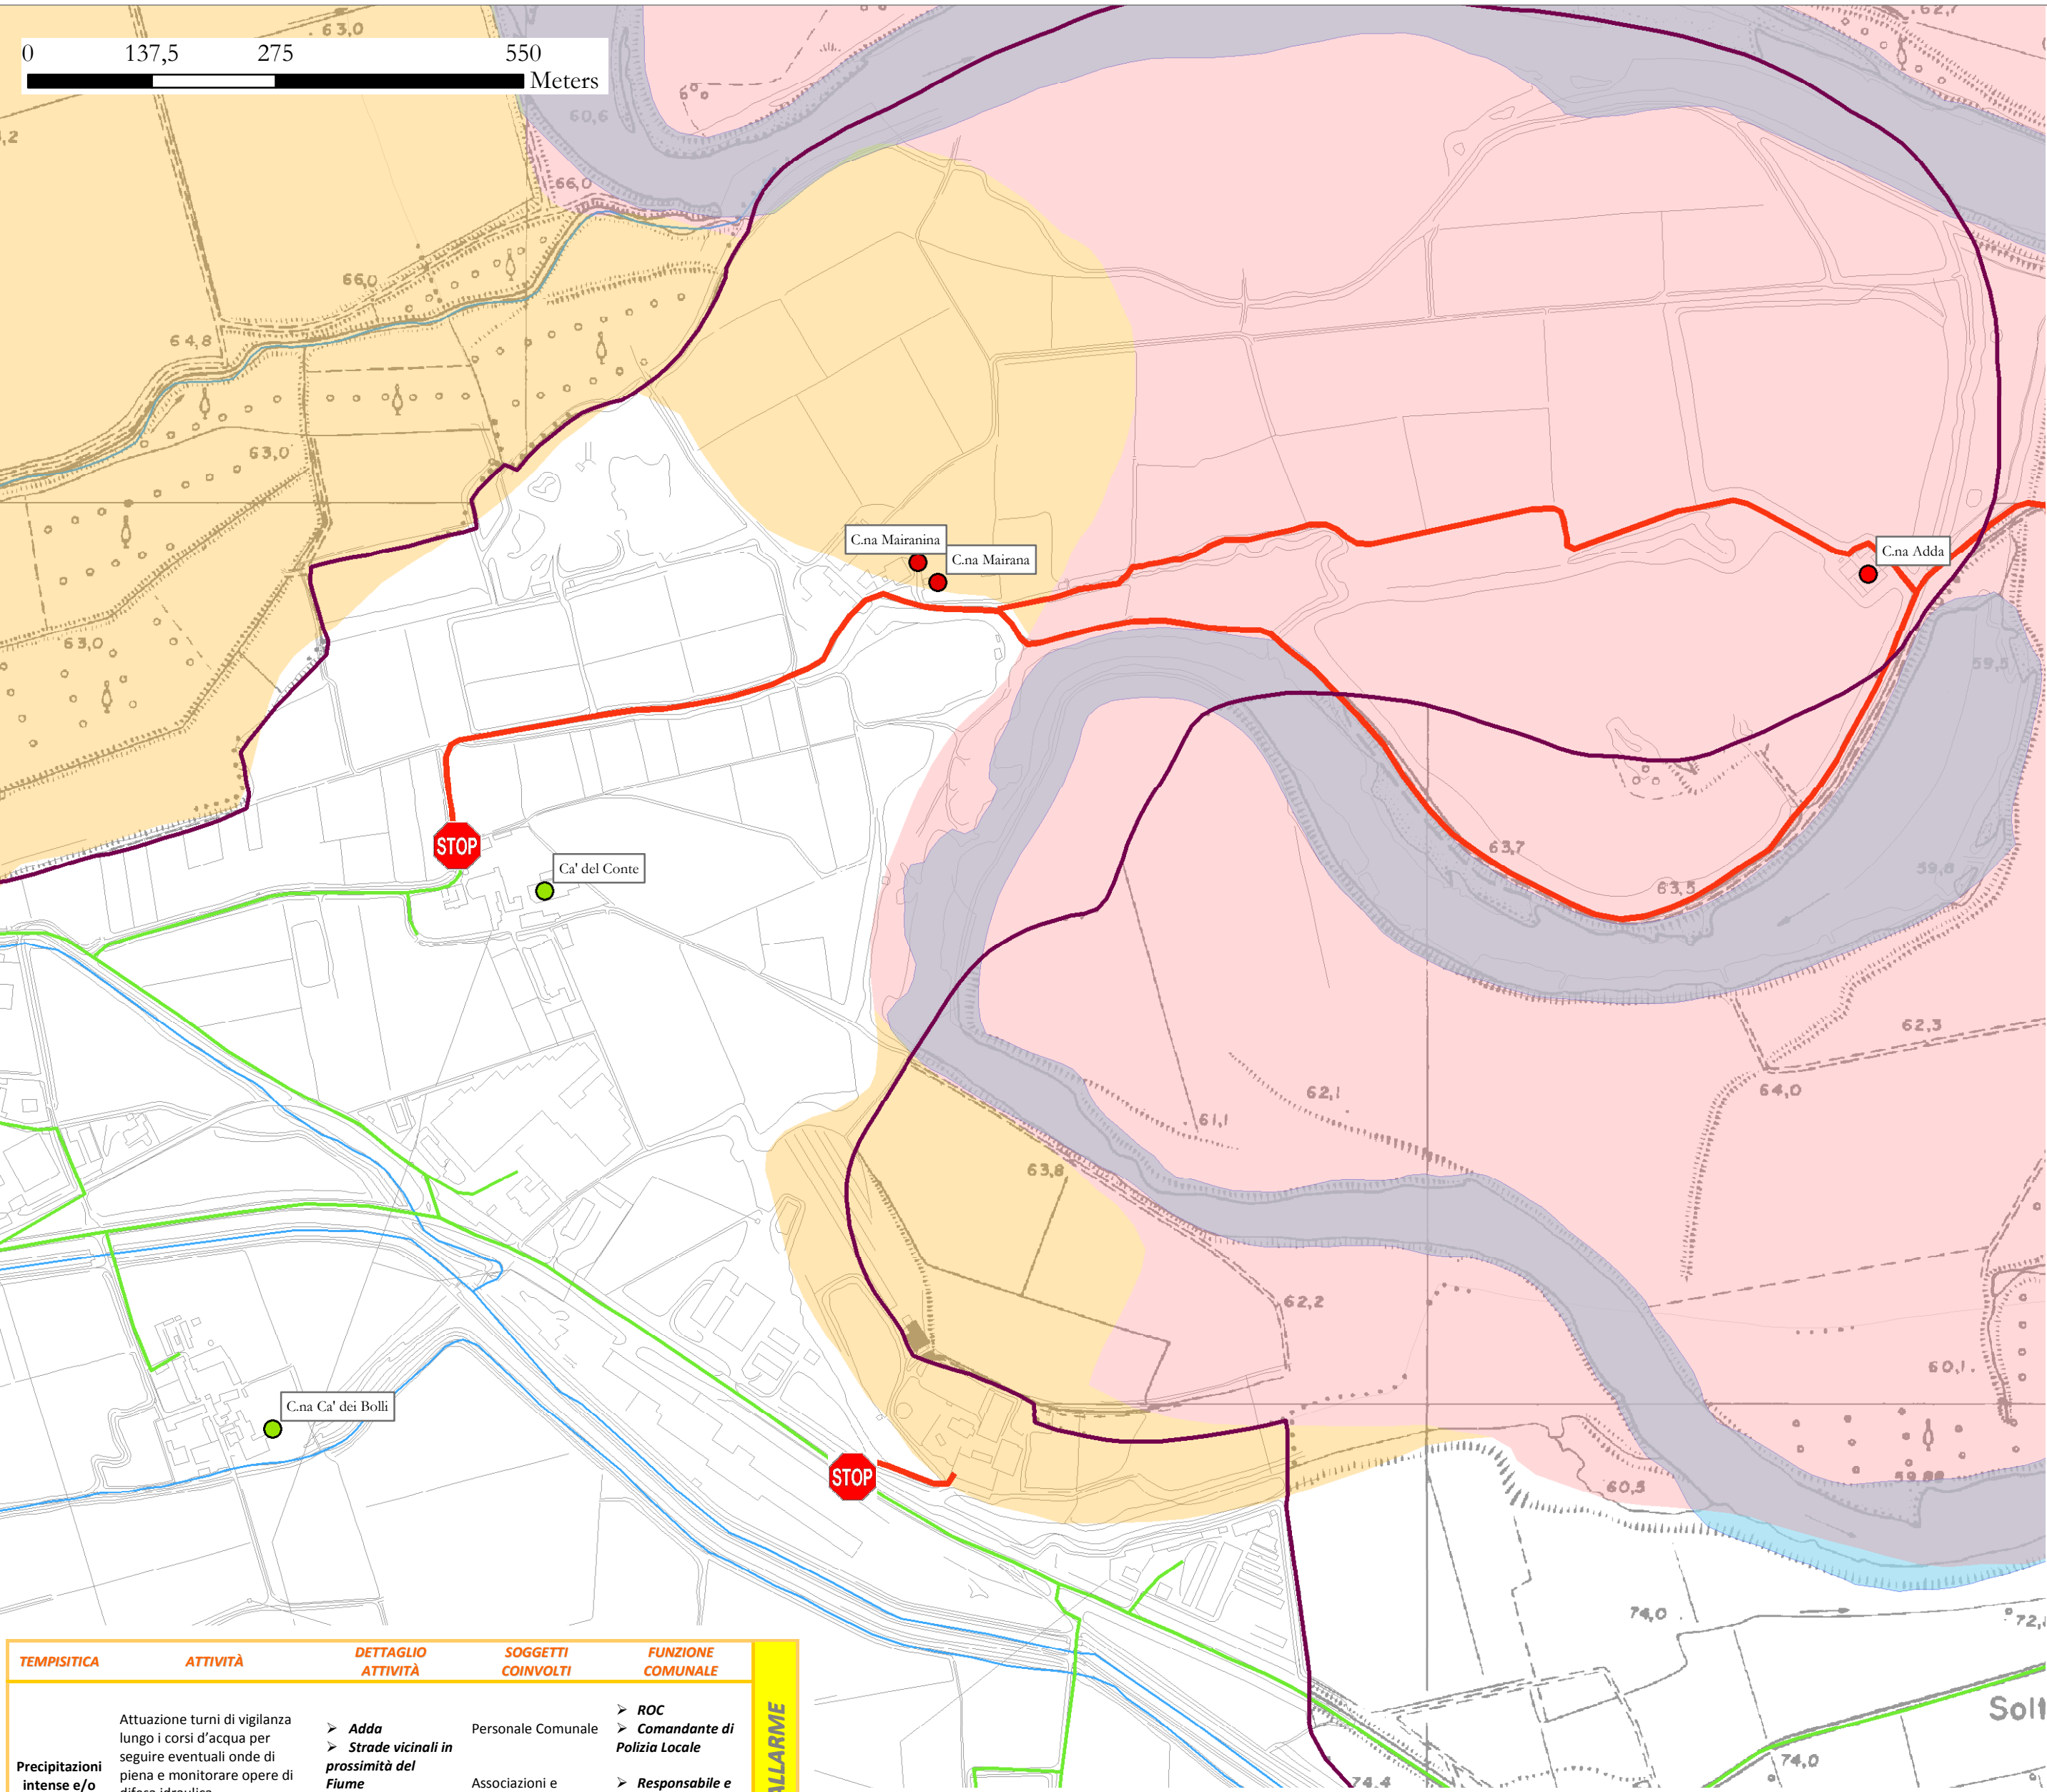 0 137,5 275 550
Meters
63,0
62,7
60,6
66,0
66,0
64,8
63,0
63,0
C.na Mairanina
C.na Mairana
C.na Adda
59,5
STOP
Ca' del Conte
63,7
63,5
59,8
62,3
64,0
62,1
61,1
63,8
62,2
60,1
C.na Ca' dei Bolli
STOP
60,5
74,0
74,0
74,4
TEMPISITICA ATTIVITÀ DETTAGLIO ATTIVITÀ SOGGETTI COINVOLTI FUNZIONE COMUNALE
Precipitazioni
intense e/o
Attuazione turni di vigilanza
lungo i corsi d'acqua per
seguire eventuali onde di
piena e monitorare opere di
difesa idraulica
➢ Adda
➢ Strade vicinali in
prossimità del
Fiume
Personale Comunale
Associazioni e
➢ ROC
➢ Comandante di
Polizia Locale
➢ Responsabile e
ALLARME